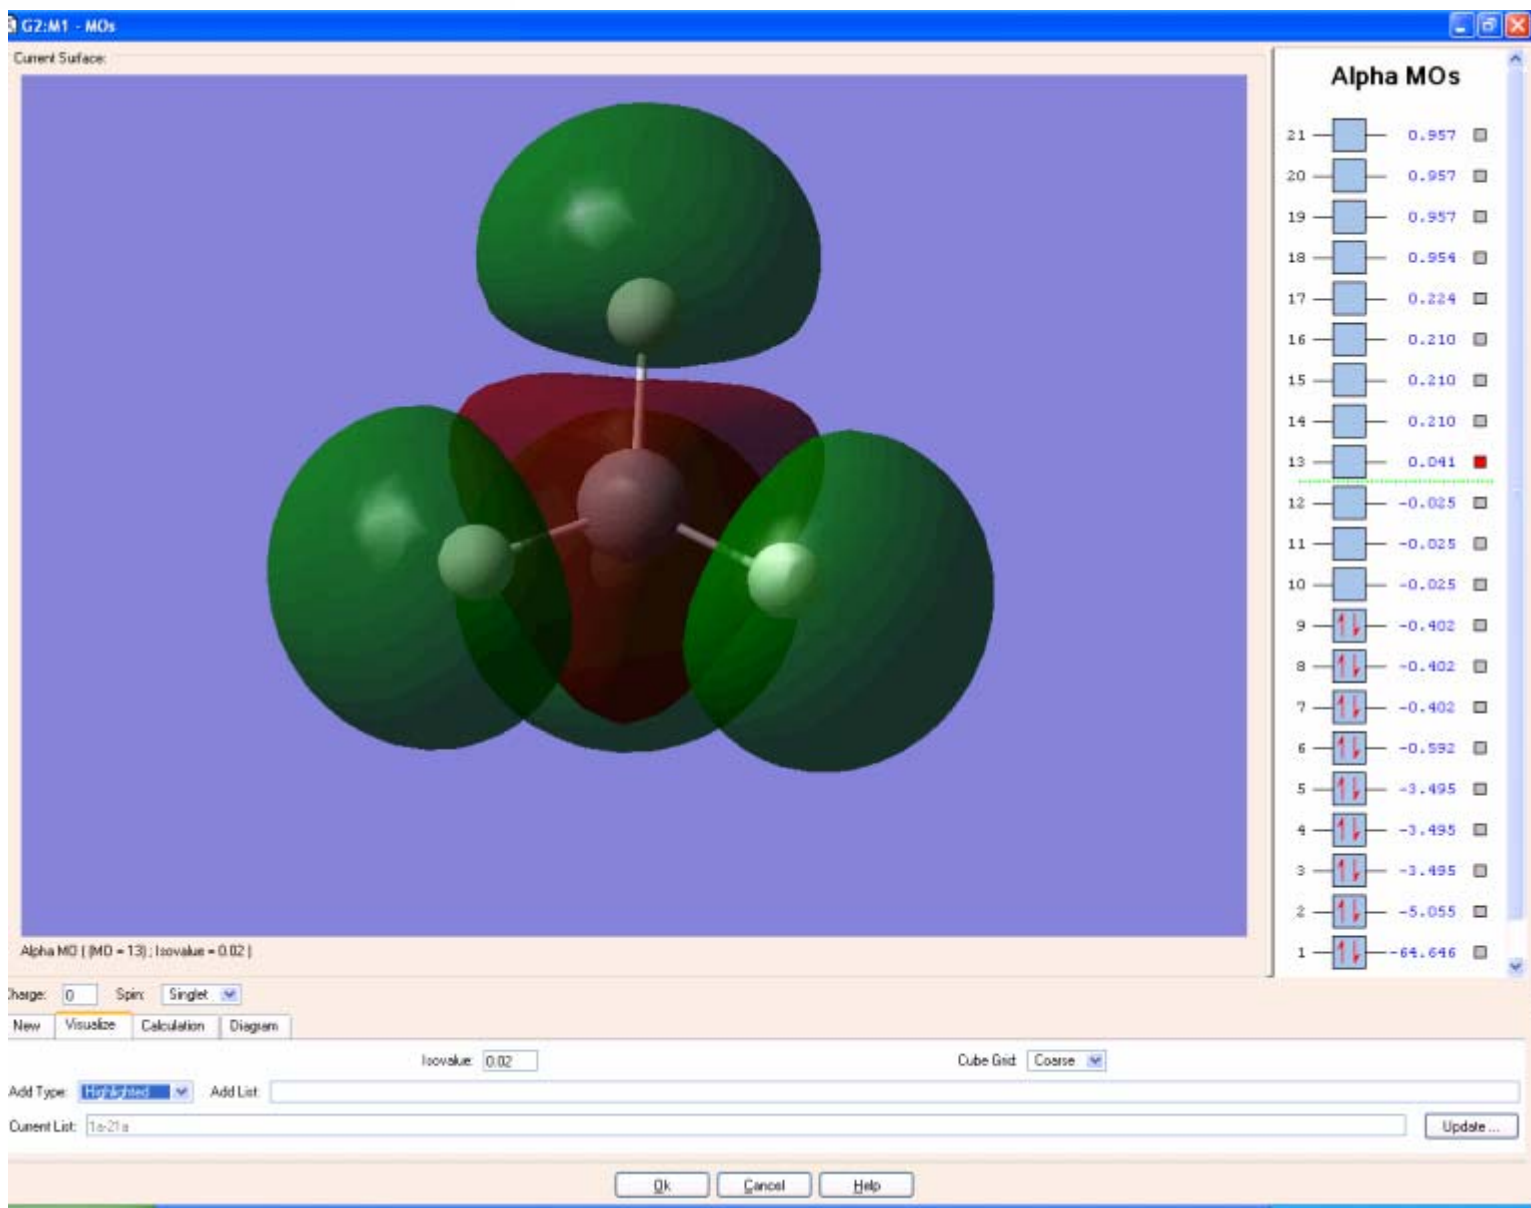 G2:M1 - MOs
Current Surface:
Alpha MOs
21 0.957
20 0.957
19 0.957
18 0.954
17 0.224
16 0.210
15 0.210
14 0.210
13 0.041
12 -0.025
11 -0.025
10 -0.025
9 -0.402
8 -0.402
7 -0.402
6 -0.592
5 -3.495
4 -3.495
3 -3.495
2 -5.055
1 -64.646
Alpha MO ( (MO = 13) ; Isovalue = 0.02 )
Charge: 0 Spin: Singlet
New Visualize Calculation Diagram
Isovalue: 0.02 Cube Grid: Coarse
Add Type: Highlighted Add List:
Current List: 1a-21a Update ...
Ok Cancel Help